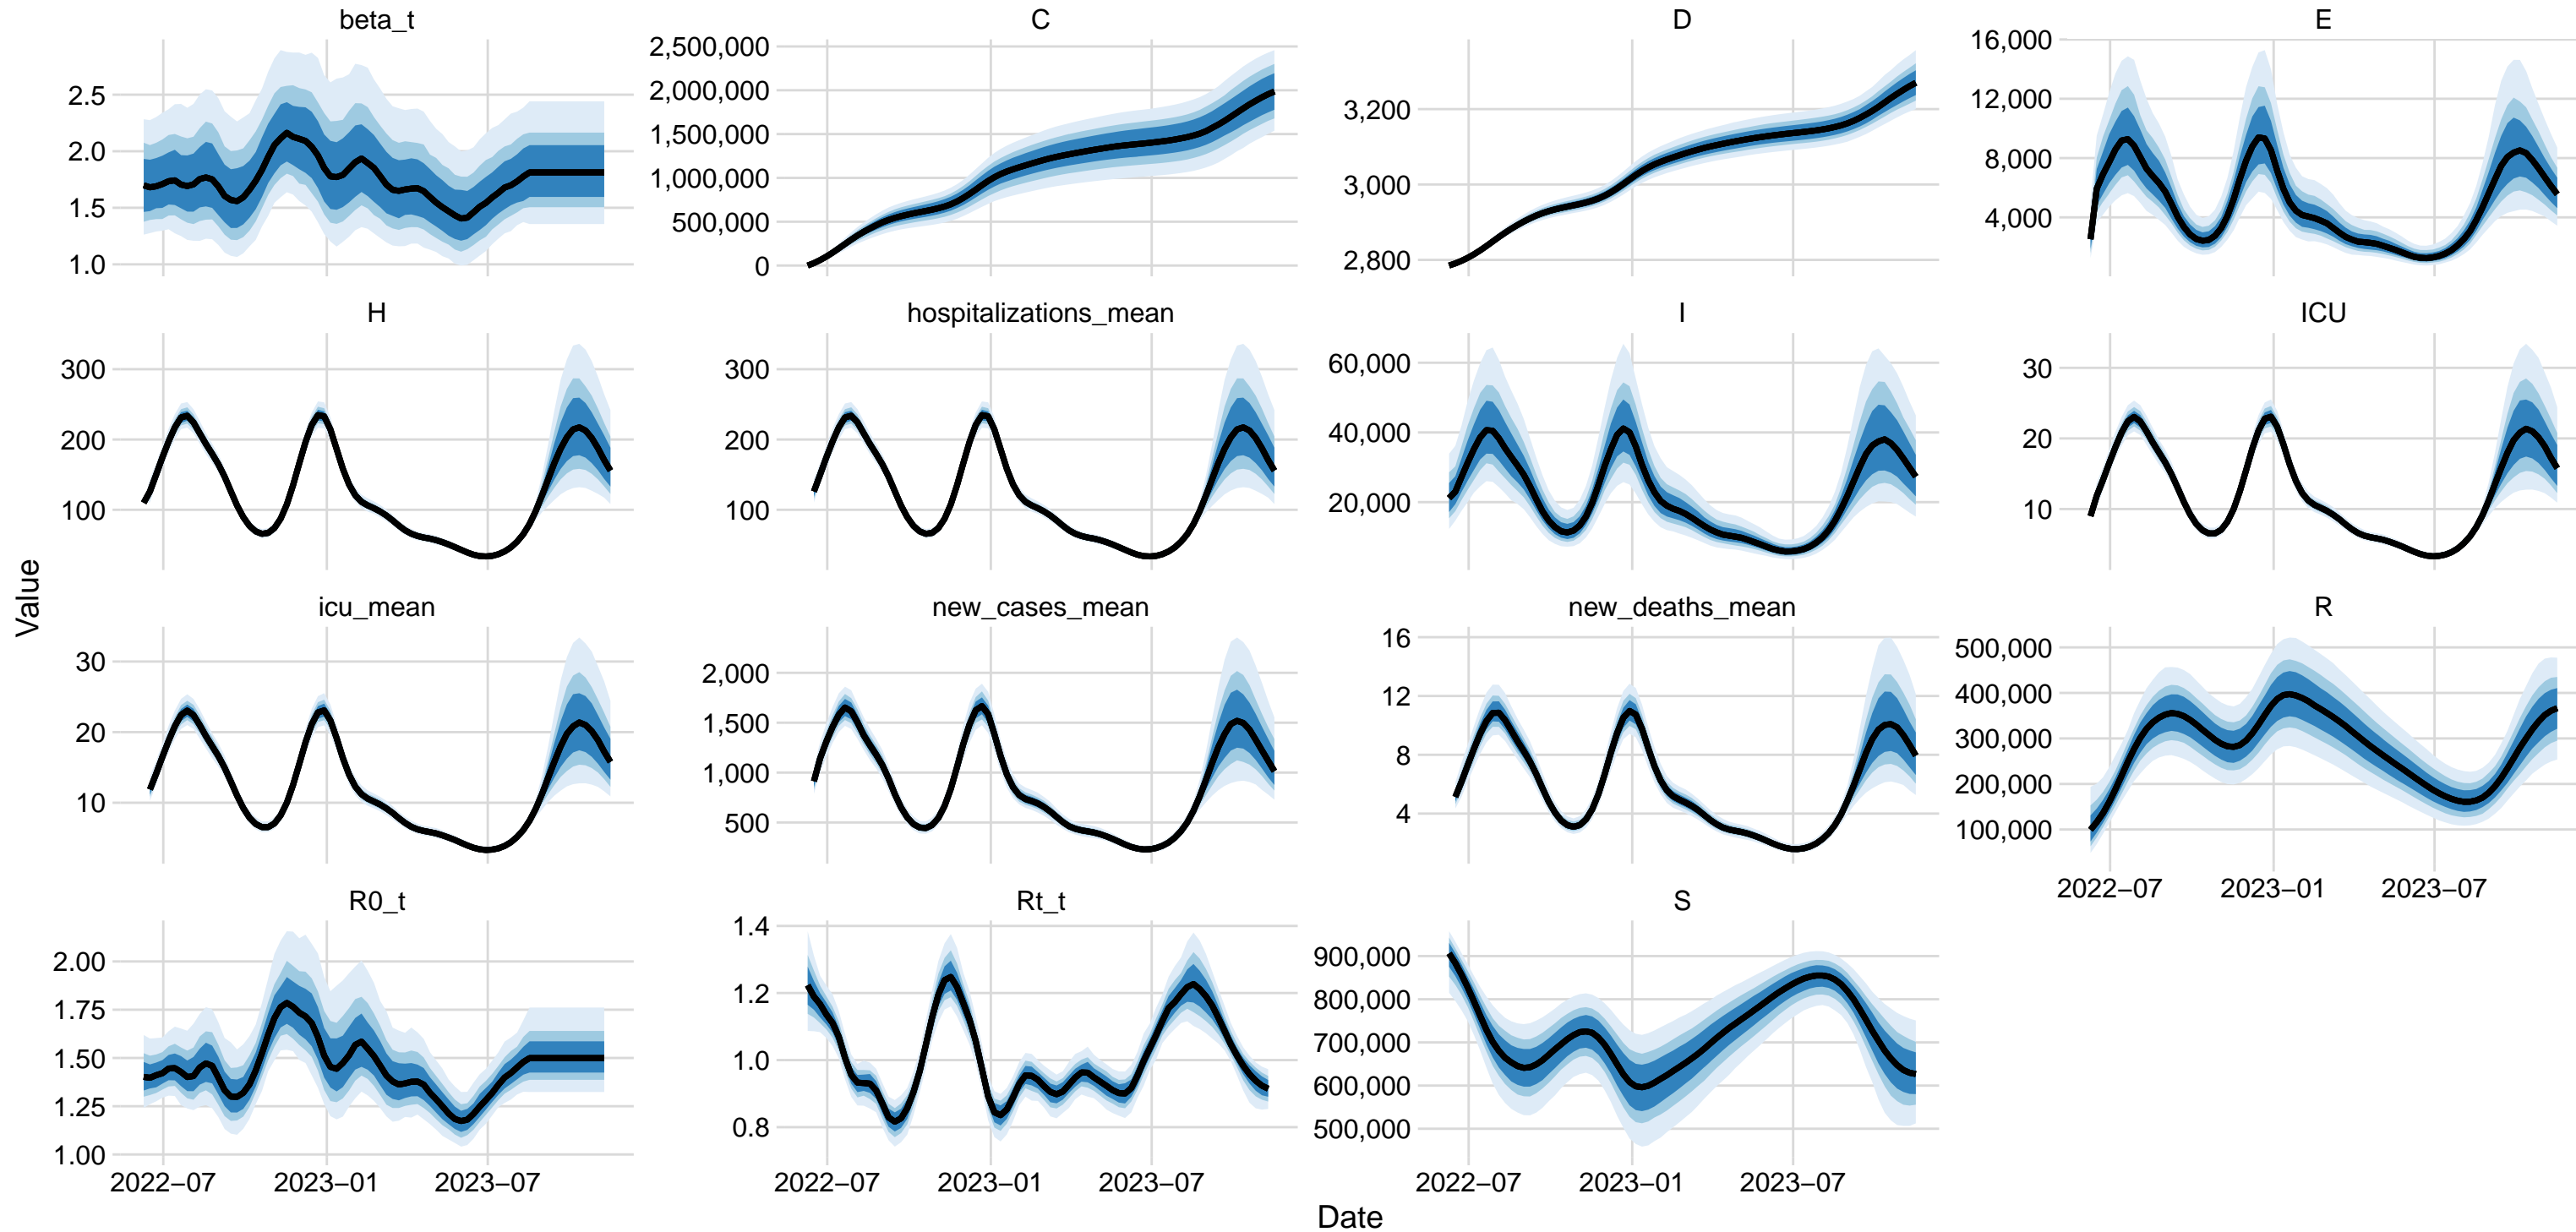 beta_t
C
D
E
2.5
2.0
1.5
1.0
2,500,000
2,000,000
1,500,000
1,000,000
500,000
0
3,200
3,000
2,800
16,000
12,000
8,000
4,000
H
hospitalizations_mean
I
ICU
300
200
100
300
200
100
60,000
40,000
20,000
30
20
10
Value
icu_mean
new_cases_mean
new_deaths_mean
R
30
20
10
2,000
1,500
1,000
500
16
12
8
4
500,000
400,000
300,000
200,000
100,000
2022−07 2023−01 2023−07
R0_t
Rt_t
S
2.00
1.75
1.50
1.25
1.00
1.4
1.2
1.0
0.8
900,000
800,000
700,000
600,000
500,000
2022−07 2023−01 2023−07
2022−07 2023−01 2023−07
2022−07 2023−01 2023−07
Date